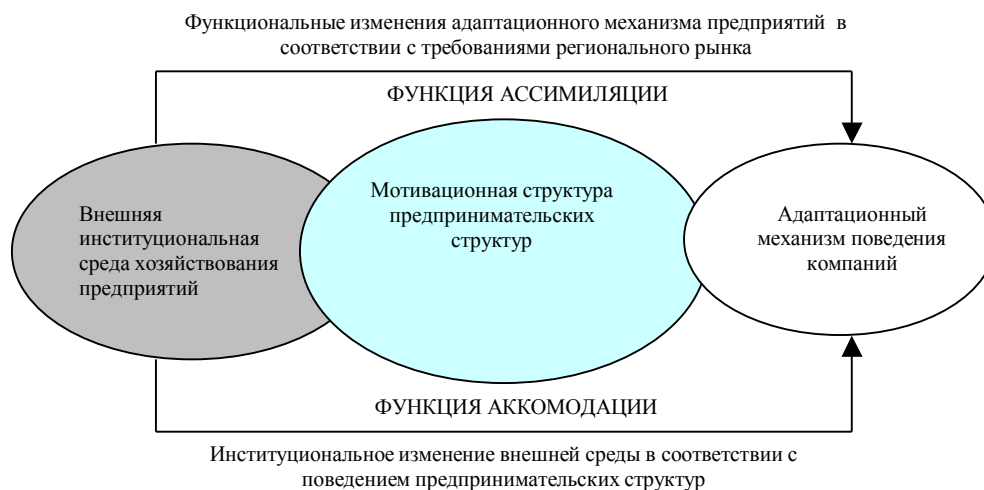 Функциональные изменения адаптационного механизма предприятий в
соответствии с требованиями регионального рынка
ФУНКЦИЯ АССИМИЛЯЦИИ
Внешняя
институциональная
среда хозяйствования
предприятий
Мотивационная структура
предпринимательских
структур
Адаптационный
механизм поведения
компаний
ФУНКЦИЯ АККОМОДАЦИИ
Институциональное изменение внешней среды в соответствии с
поведением предпринимательских структур